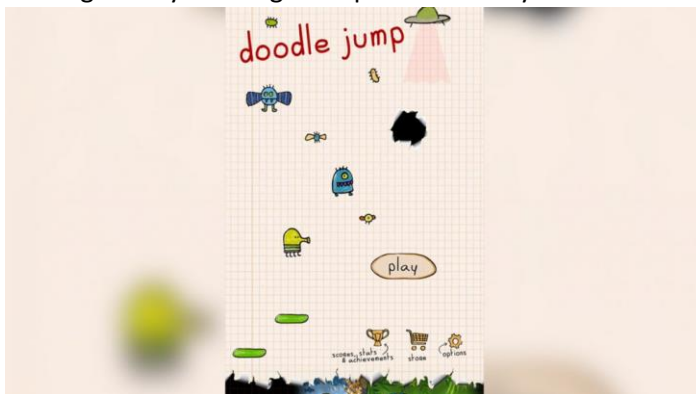 doodle jump
play
scores, stats
& achievements
store
options